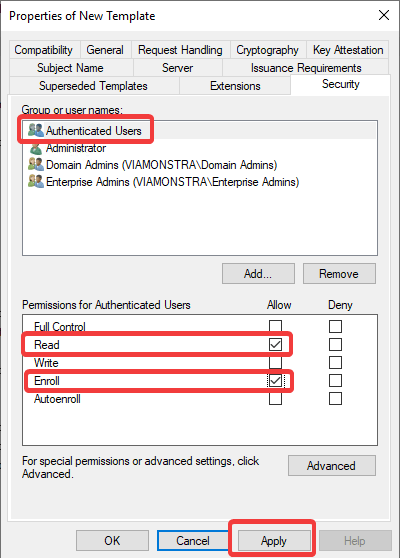 Properties of New Template
Compatibility General Request Handling Cryptography Key Attestation
Subject Name Server Issuance Requirements
Superseded Templates Extensions Security
Group or user names:
Authenticated Users
Administrator
Domain Admins (VIAMONSTRA\Domain Admins)
Enterprise Admins (VIAMONSTRA\Enterprise Admins)
Add... Remove
Permissions for Authenticated Users Allow Deny
Full Control
Read
Write
Enroll
Autoenroll
For special permissions or advanced settings, click
Advanced.
Advanced
OK Cancel Apply Help